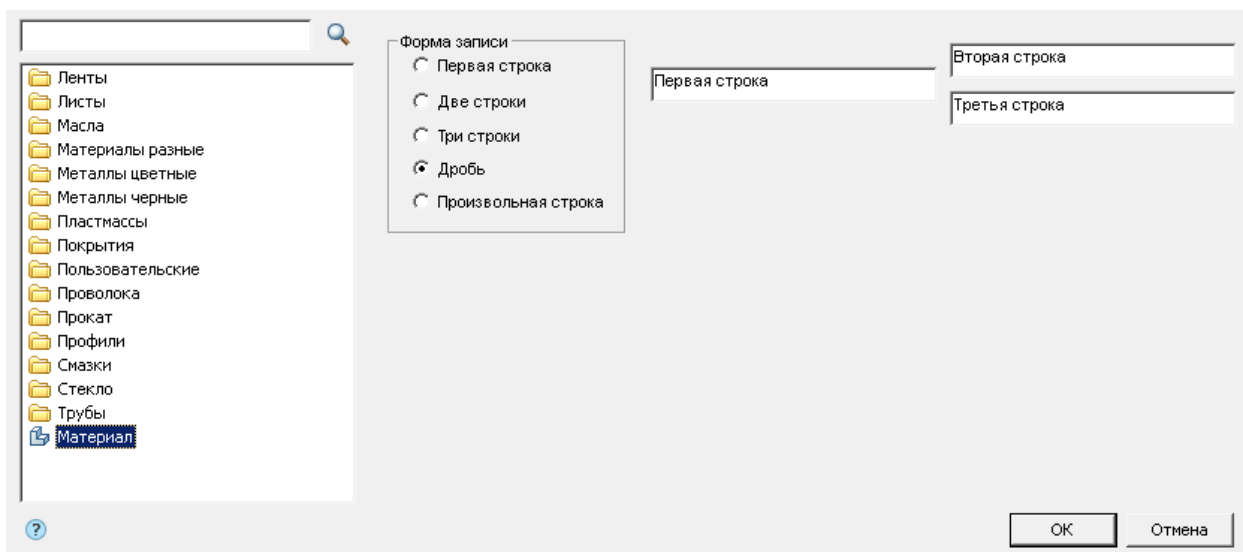 Ленты
Листы
Масла
Материалы разные
Металлы цветные
Металлы черные
Пластмассы
Покрытия
Пользовательские
Проволока
Прокат
Профили
Смазки
Стекло
Трубы
Материал
Форма записи
Первая строка
Две строки
Три строки
Дробь
Произвольная строка
Первая строка
Вторая строка
Третья строка
?
ОК
Отмена